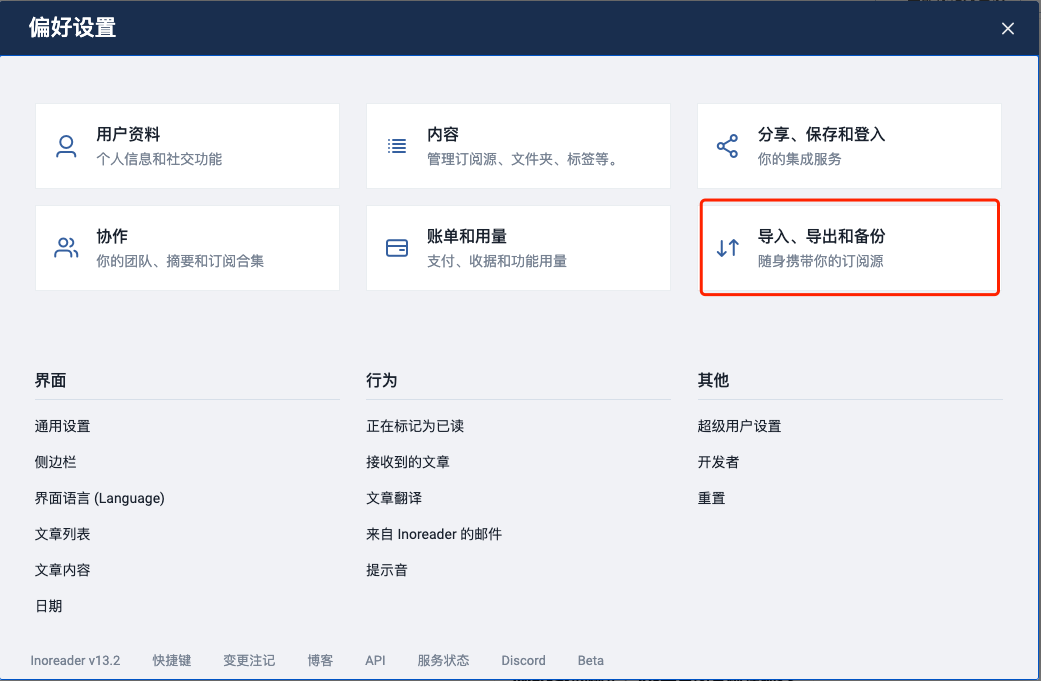 偏好设置
用户资料
个人信息和社交功能
内容
管理订阅源、文件夹、标签等。
分享、保存和登入
你的集成服务
协作
你的团队、摘要和订阅合集
账单和用量
支付、收据和功能用量
导入、导出和备份
随身携带你的订阅源
界面
通用设置
侧边栏
界面语言 (Language)
文章列表
文章内容
日期
行为
正在标记为已读
接收到的文章
文章翻译
来自 Inoreader 的邮件
提示音
其他
超级用户设置
开发者
重置
Inoreader v13.2 快捷键 变更注记 博客 API 服务状态 Discord Beta